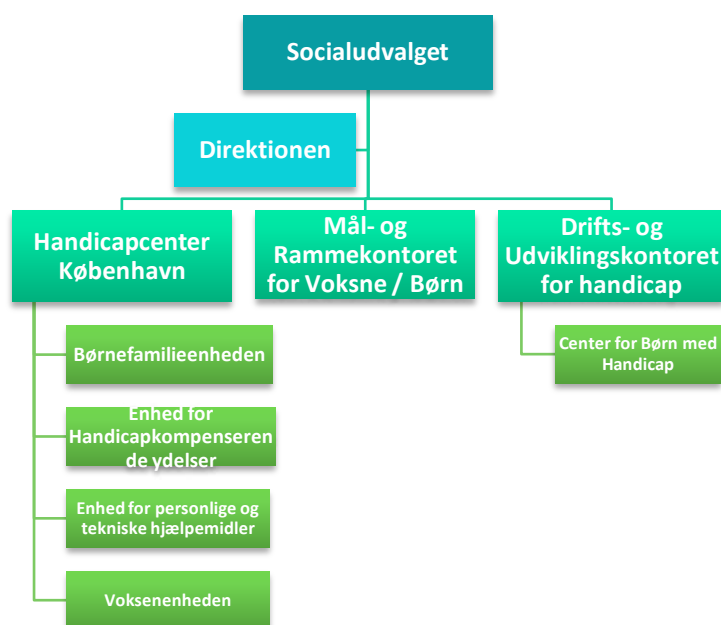 Socialudvalget
Direktionen
Handicapcenter
København
Mål- og
Rammekontoret
for Voksne / Børn
Drifts- og
Udviklingskontoret
for handicap
Børnefamilieenheden
Enhed for
Handicapkompenseren
de ydelser
Enhed for personlige og
tekniske hjælpemidler
Voksenenheden
Center for Børn med
Handicap